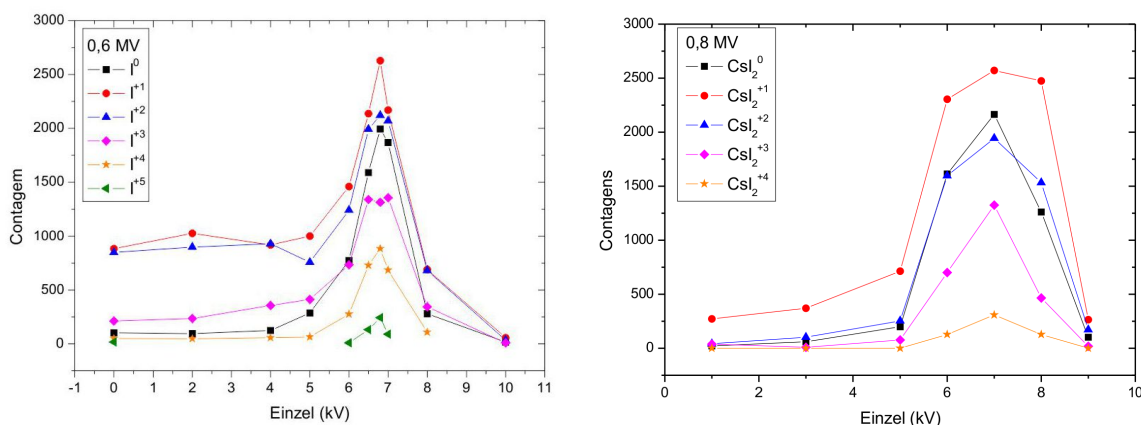 3000
2500
2000
1500
1000
500
0
Contagem
0,6 MV
I⁰
I⁺¹
I⁺²
I⁺³
I⁺⁴
I⁺⁵
-1 0 1 2 3 4 5 6 7 8 9 10 11
Einzel (kV)
3000
2500
2000
1500
1000
500
0
Contagens
0,8 MV
CsI₂⁰
CsI₂⁺¹
CsI₂⁺²
CsI₂⁺³
CsI₂⁺⁴
0 2 4 6 8 10
Einzel (kV)